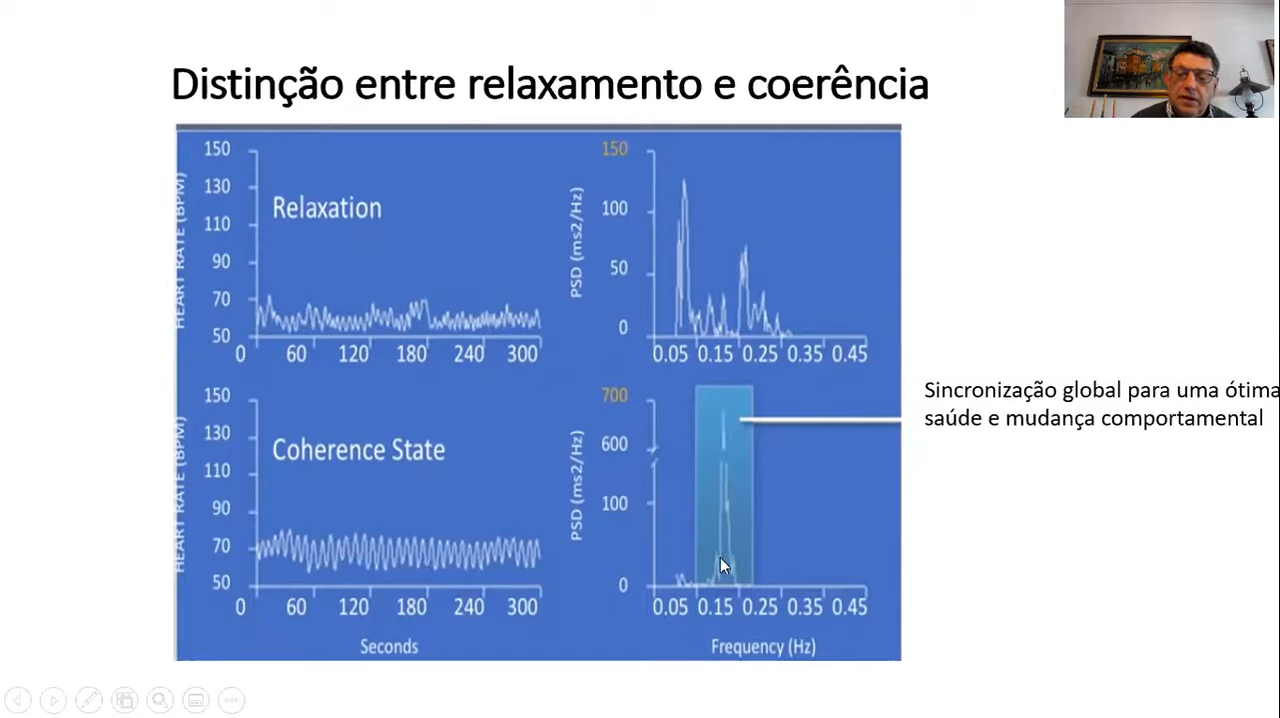 Distinção entre relaxamento e coerência
HEART RATE (BPM)
150
130
110
90
70
50
Relaxation
0 60 120 180 240 300
PSD (ms2/Hz)
150
100
50
0
0.05 0.15 0.25 0.35 0.45
HEART RATE (BPM)
150
130
110
90
70
50
Coherence State
0 60 120 180 240 300
Seconds
PSD (ms2/Hz)
700
600
100
0
0.05 0.15 0.25 0.35 0.45
Frequency (Hz)
Sincronização global para uma ótima
saúde e mudança comportamental